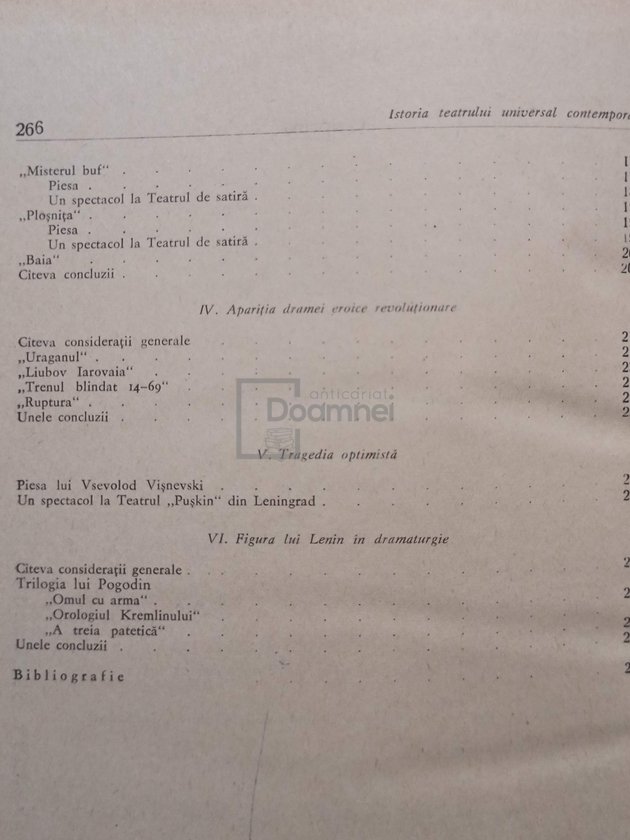 266
Istoria teatrului universal
„Misterul buf“
Piesa
Un spectacol la Teatrul de satiră
„Ploșnița“
Piesa
Un spectacol la Teatrul de satiră
„Baia“
Cîteva concluzii
IV. Apariția dramei eroice revoluționare
Cîteva considerații generale
„Uraganul“
„Liubov Iarovaia“
„Trenul blindat 14-69“
„Ruptura“
Unele concluzii
anticariat
Doamnei
V. Tragedia optimistă
Piesa lui Vsevolod Vișnevski
Un spectacol la Teatrul „Pușkin“ din Leningrad
VI. Figura lui Lenin în dramaturgie
Cîteva considerații generale
Trilogia lui Pogodin
„Omul cu arma“
„Orologiul Kremlinului“
„A treia patetică“
Unele concluzii
Bibliografie